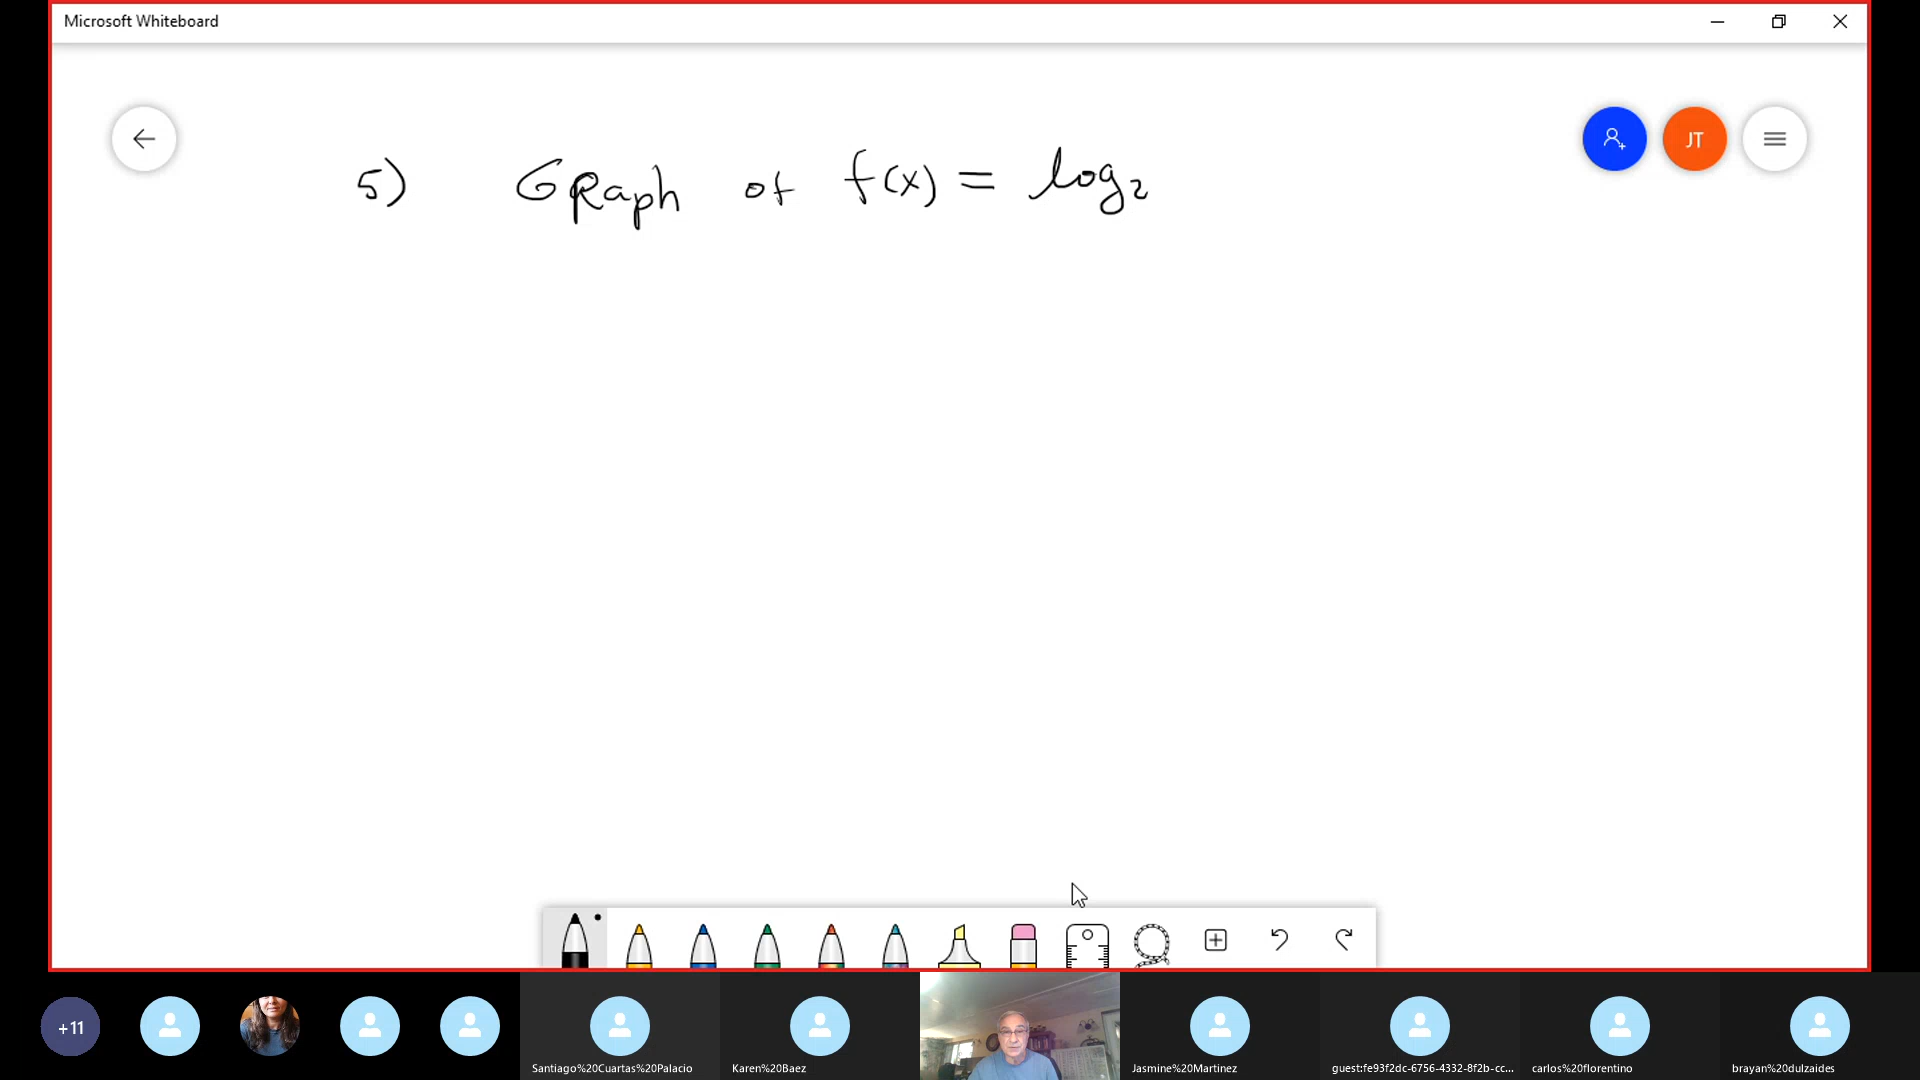 Microsoft Whiteboard
JT
5) GRaph of f(x) = log₂
+11
Santiago%20Cuartas%20Palacio
Karen%20Baez
Jasmine%20Martinez
guest:fe93f2dc-6756-4332-8f2b-cc...
carlos%20florentino
brayan%20dulzaides